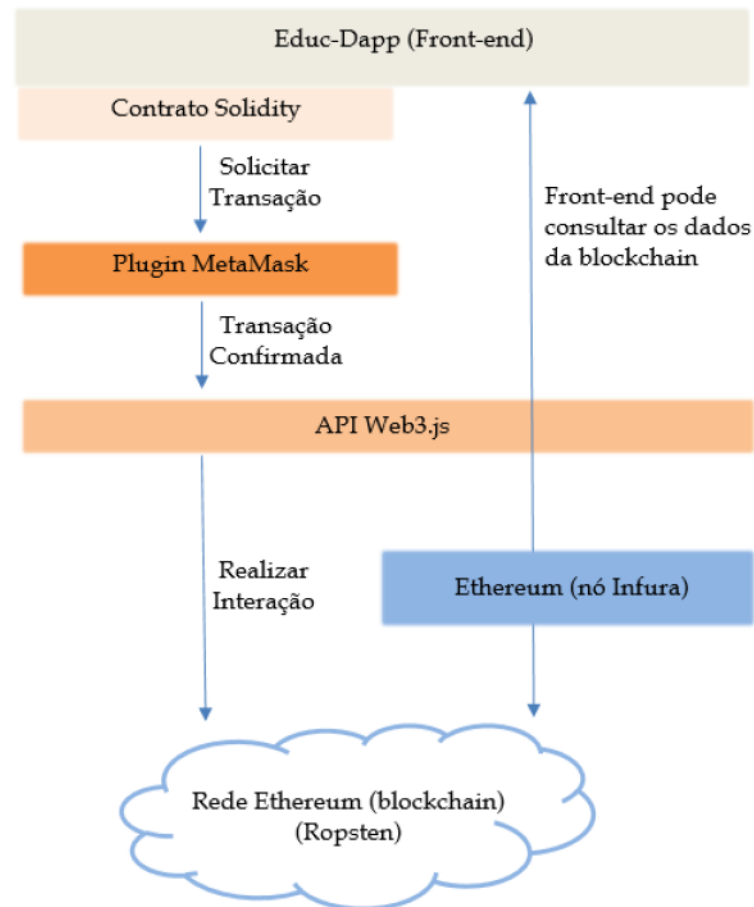 Educ-Dapp (Front-end)
Contrato Solidity
Solicitar
Transação
Front-end pode
consultar os dados
da blockchain
Plugin MetaMask
Transação
Confirmada
API Web3.js
Realizar
Interação
Ethereum (nó Infura)
Rede Ethereum (blockchain)
(Ropsten)